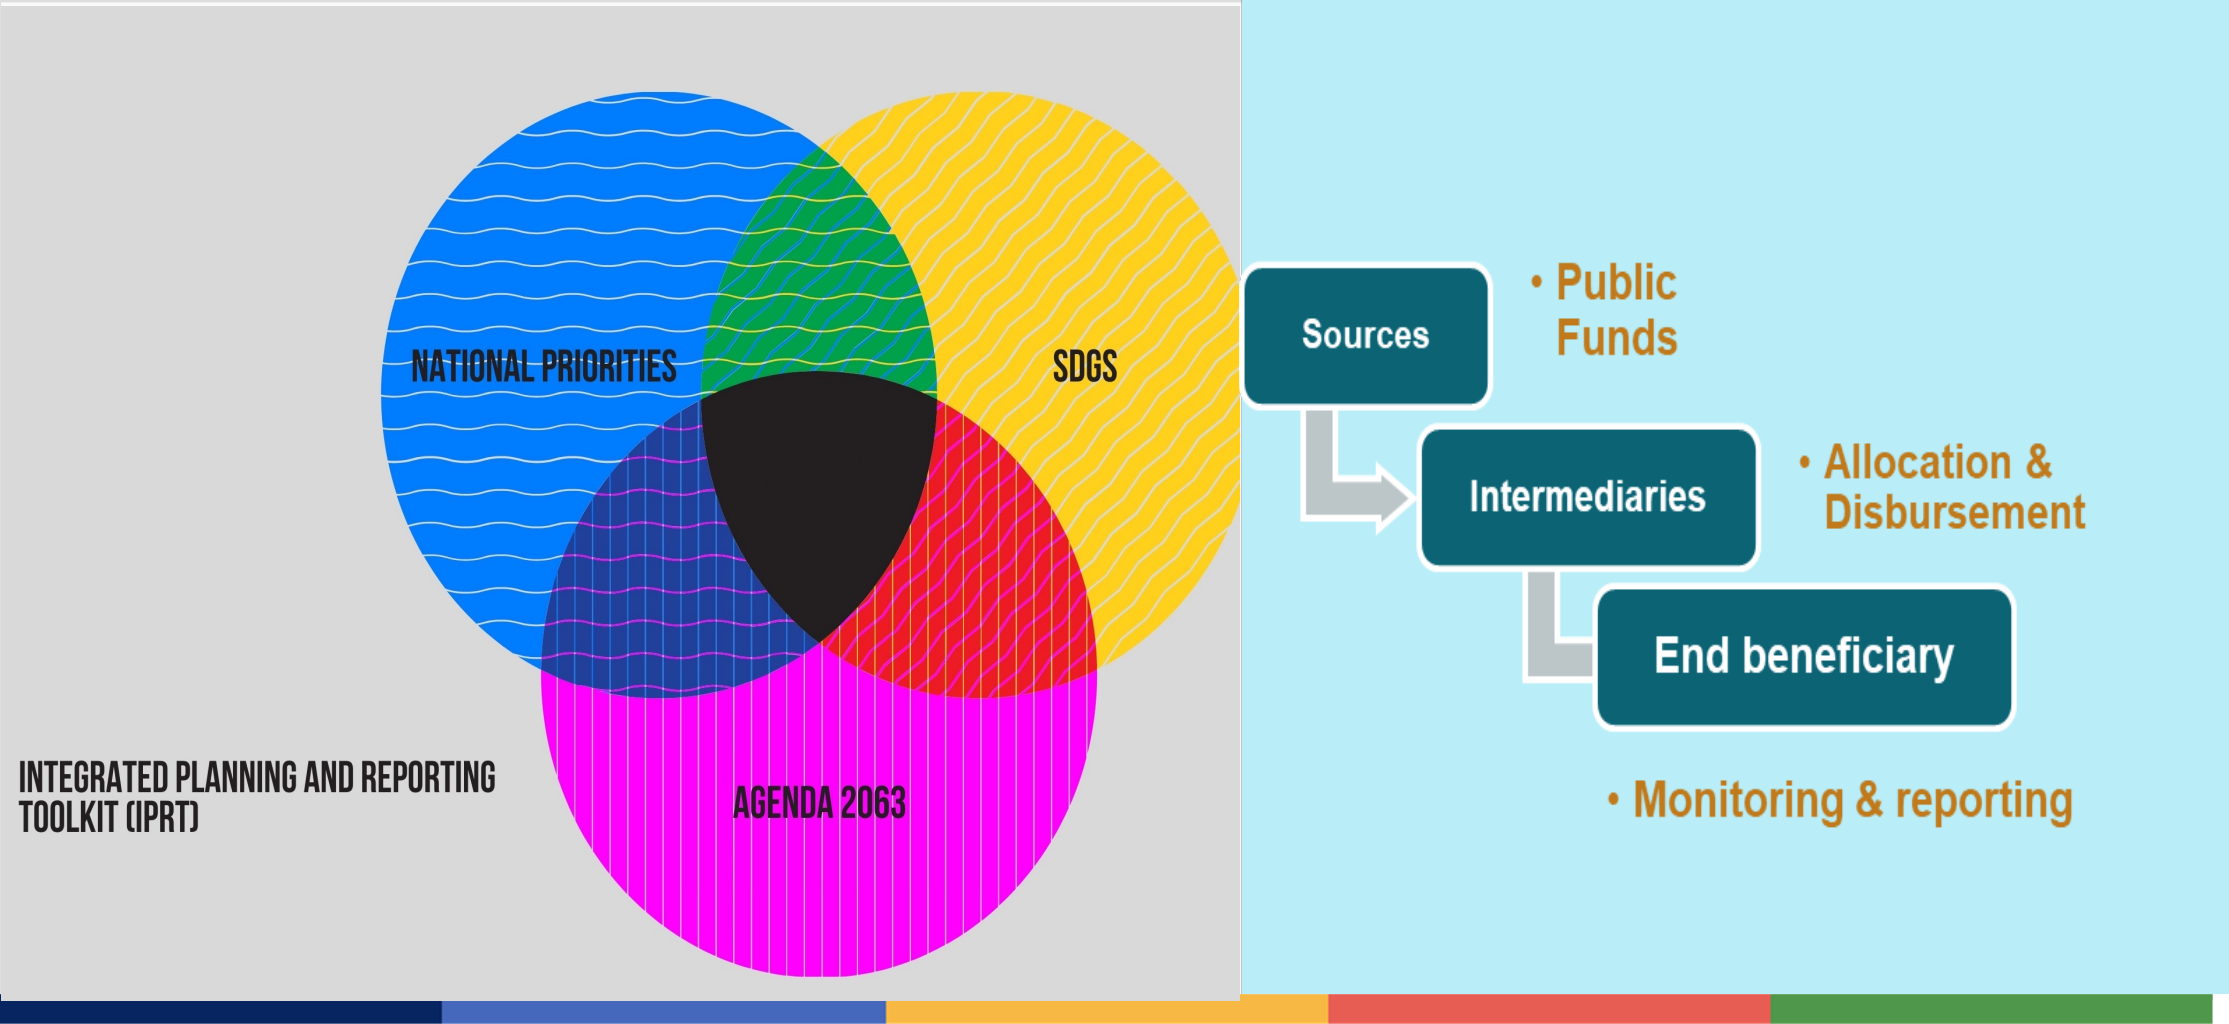 NATIONAL PRIORITIES
SDGS
AGENDA 2063
INTEGRATED PLANNING AND REPORTING
TOOLKIT (IPRT)
Sources
• Public
Funds
Intermediaries
• Allocation &
Disbursement
End beneficiary
• Monitoring & reporting